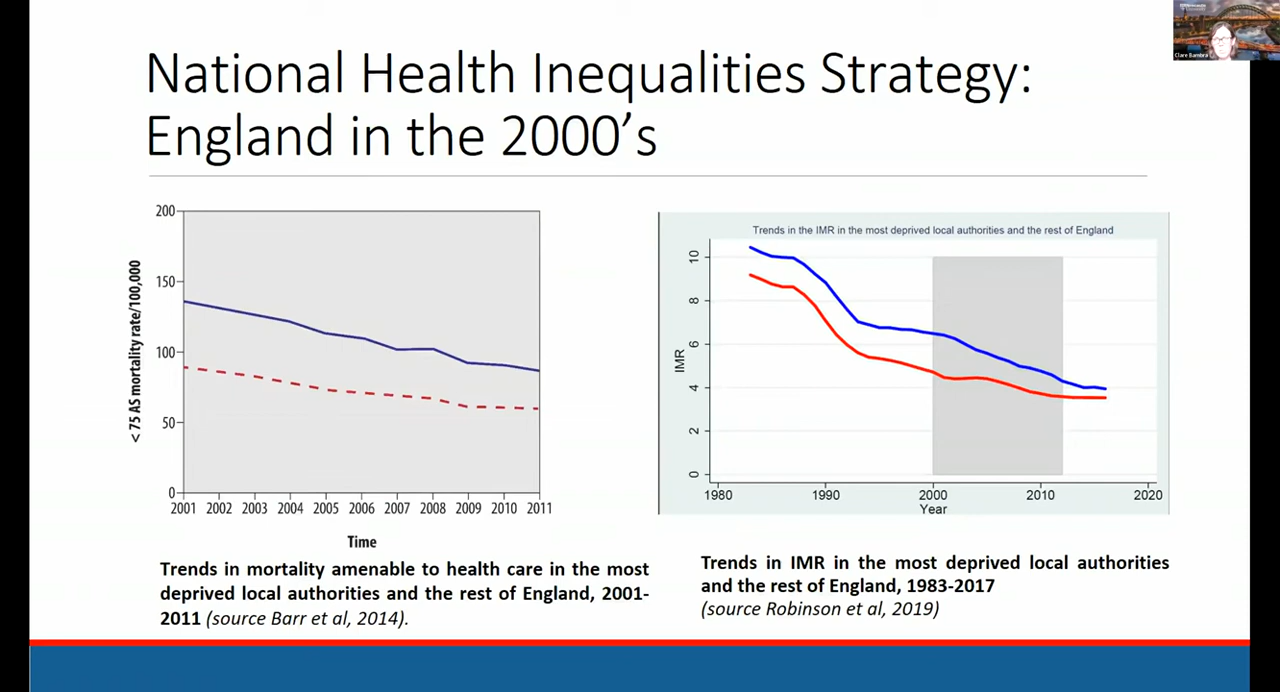 National Health Inequalities Strategy:
England in the 2000's
Clare Bambra
200
150
100
50
0
< 75 AS mortality rate/100,000
2001 2002 2003 2004 2005 2006 2007 2008 2009 2010 2011
Time
Trends in mortality amenable to health care in the most
deprived local authorities and the rest of England, 2001-
2011 (source Barr et al, 2014).
Trends in the IMR in the most deprived local authorities and the rest of England
10
8
6
4
2
0
IMR
1980 1990 2000 2010 2020
Year
Trends in IMR in the most deprived local authorities
and the rest of England, 1983-2017
(source Robinson et al, 2019)